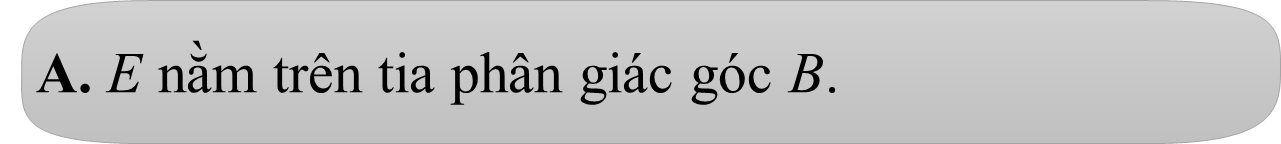 A. E nằm trên tia phân giác góc B.